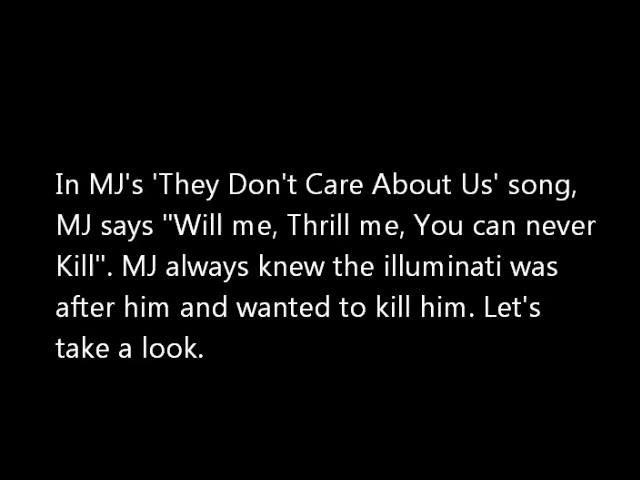 In MJ's 'They Don't Care About Us' song,
MJ says "Will me, Thrill me, You can never
Kill". MJ always knew the illuminati was
after him and wanted to kill him. Let's
take a look.